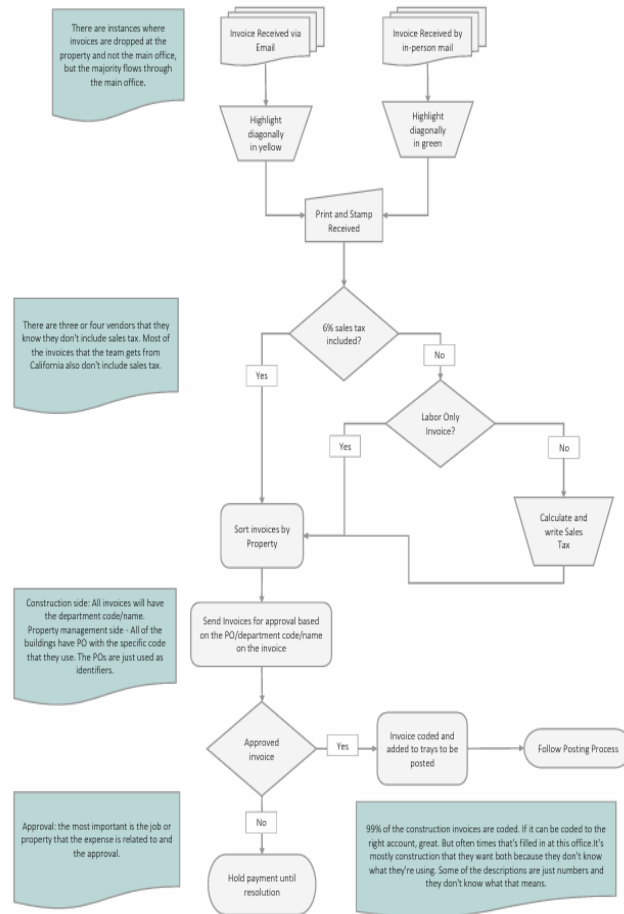 There are instances where
invoices are dropped at the
property and not the main office,
but the majority flows through
the main office.
Invoice Received via
Email
Invoice Received by
in-person mail
Highlight
diagonally
in yellow
Highlight
diagonally
in green
Print and Stamp
Received
There are three or four vendors that they
know they don't include sales tax. Most of
the invoices that the team gets from
California also don't include sales tax.
6% sales tax
included?
Yes
No
Labor Only
Invoice?
Yes
No
Calculate and
write Sales
Tax
Sort invoices by
Property
Construction side: All invoices will have
the department code/name.
Property management side - All of the
buildings have PO with the specific code
that they use. The POs are just used as
identifiers.
Send Invoices for approval based
on the PO/department code/name
on the invoice
Approved
invoice
Yes
Invoice coded and
added to trays to be
posted
Follow Posting Process
No
Hold payment until
resolution
Approval: the most important is the job or
property that the expense is related to and
the approval.
99% of the construction invoices are coded. If it can be coded to the
right account, great. But often times that's filled in at this office.It's
mostly construction that they want both because they don't know
what they're using. Some of the descriptions are just numbers and
they don't know what that means.